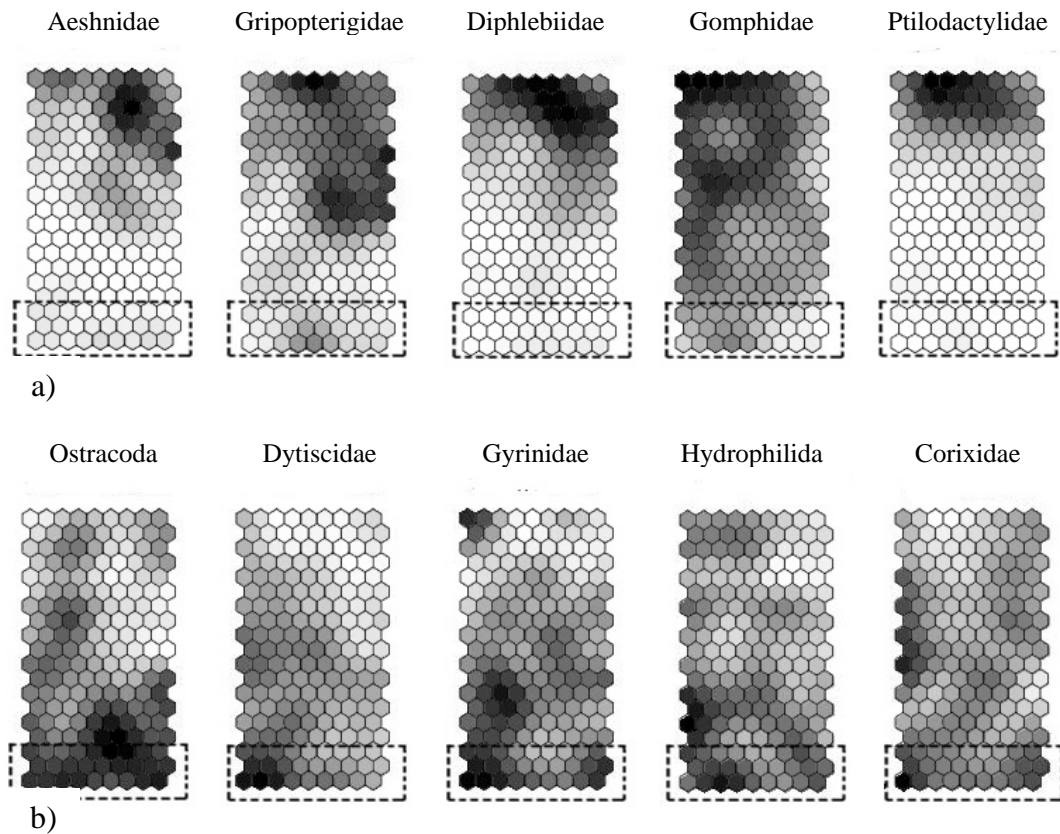 Aeshnidae Gripopterigidae Diphlebiidae Gomphidae Ptilodactylidae
a)
Ostracoda Dytiscidae Gyrinidae Hydrophilida Corixidae
b)